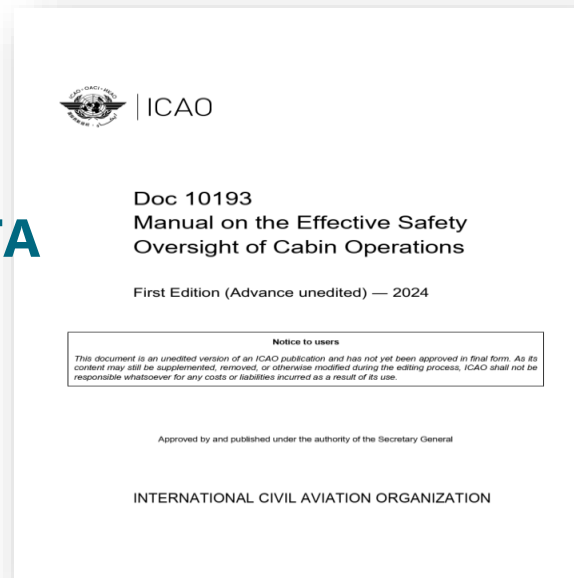 ICAO
TA
Doc 10193
Manual on the Effective Safety
Oversight of Cabin Operations
First Edition (Advance unedited) — 2024
Notice to users
This document is an unedited version of an ICAO publication and has not yet been approved in final form. As its
content may still be supplemented, removed, or otherwise modified during the editing process, ICAO shall not be
responsible whatsoever for any costs or liabilities incurred as a result of its use.
Approved by and published under the authority of the Secretary General
INTERNATIONAL CIVIL AVIATION ORGANIZATION